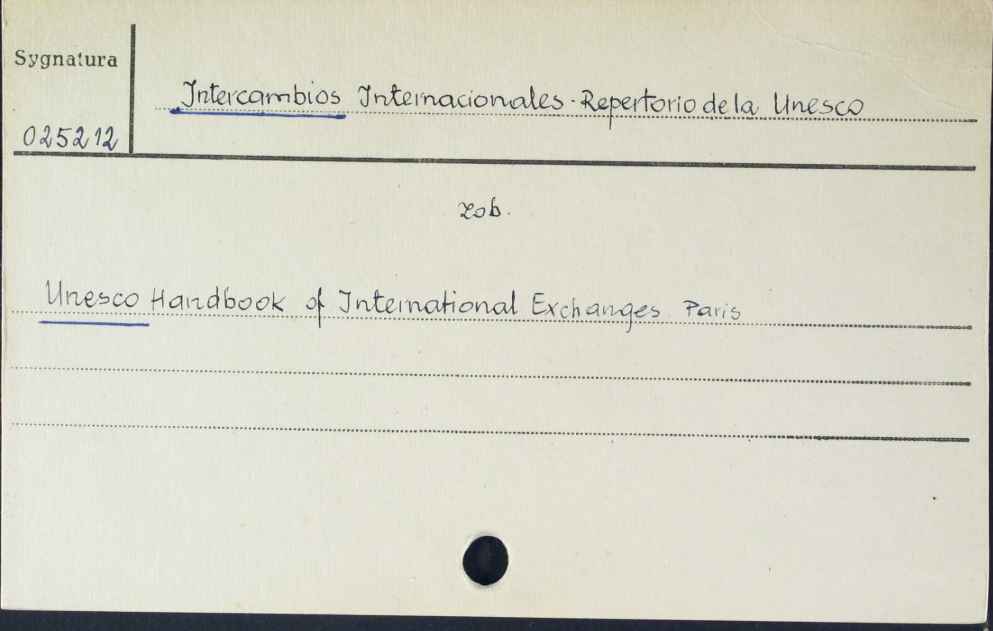 Sygnatura
Intercambios Internacionales. Repertorio de la Unesco
025212
zob.
Unesco Handbook of International Exchanges Paris